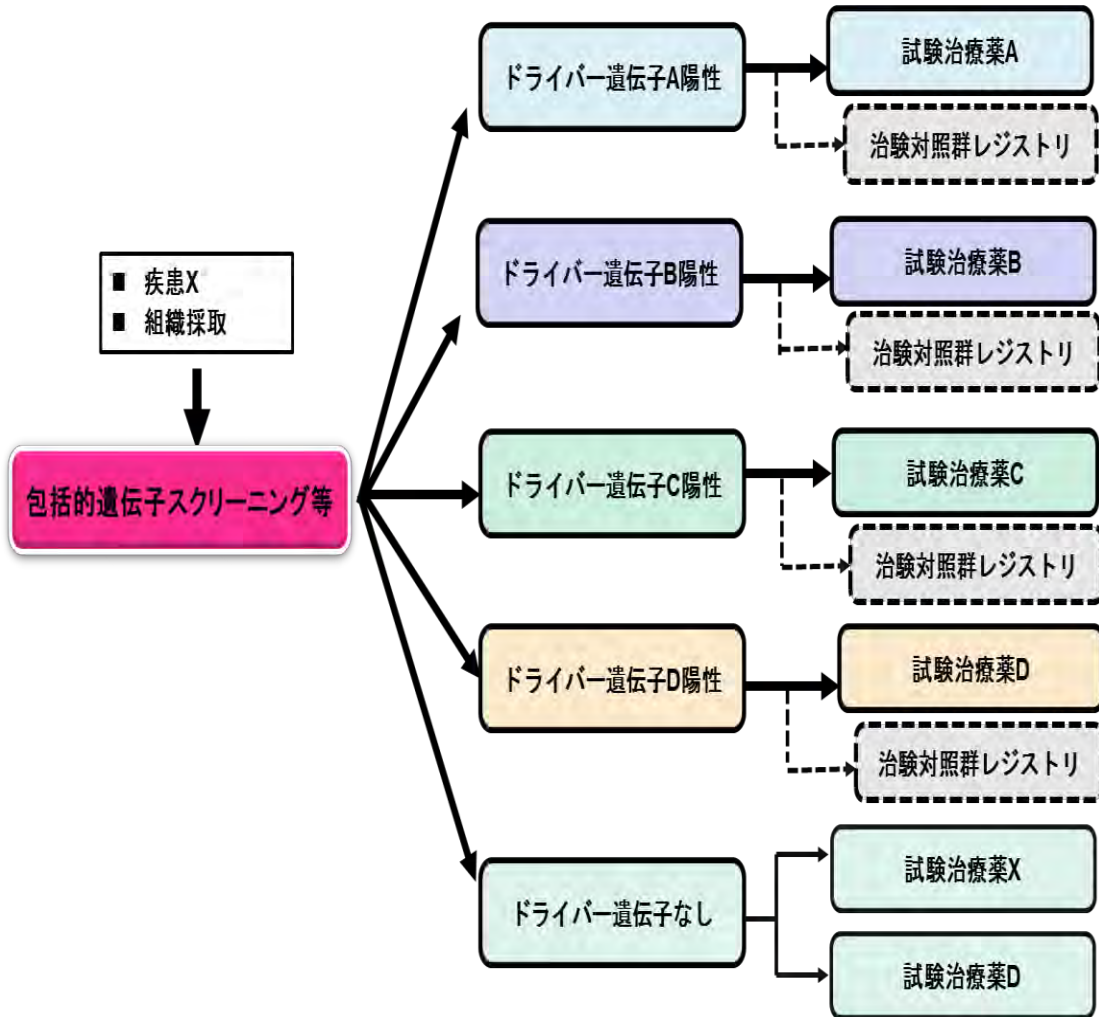 ■ 疾患X
■ 組織採取
包括的遺伝子スクリーニング等
ドライバー遺伝子A陽性
試験治療薬A
治験対照群レジストリ
ドライバー遺伝子B陽性
試験治療薬B
治験対照群レジストリ
ドライバー遺伝子C陽性
試験治療薬C
治験対照群レジストリ
ドライバー遺伝子D陽性
試験治療薬D
治験対照群レジストリ
ドライバー遺伝子なし
試験治療薬X
試験治療薬D